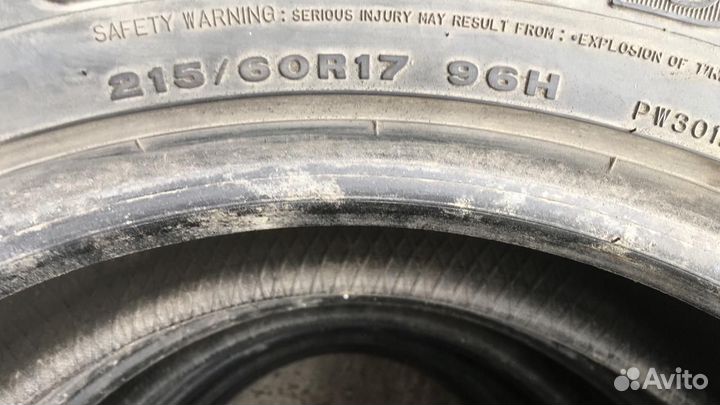 SAFETY WARNING: SERIOUS INJURY MAY RESULT FROM: •EXPLOSION OF
215/60R17 96H
Avito